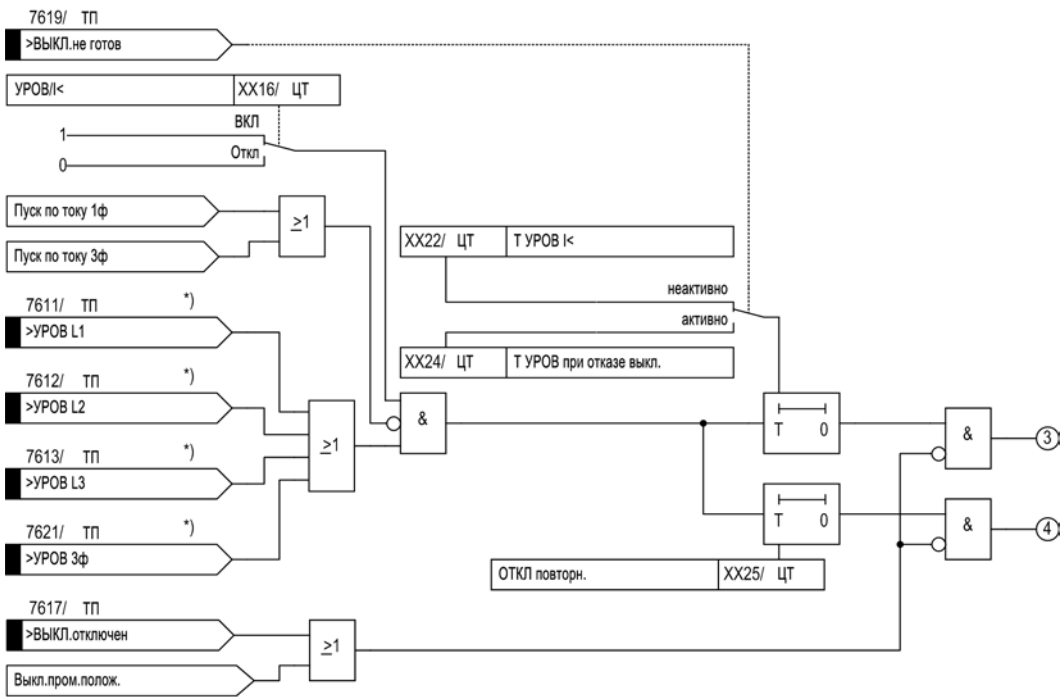 7619/ ТП
>ВЫКЛ.не готов
УРОВ/I< XX16/ ЦТ
ВКЛ
1
Откл
0
Пуск по току 1ф
≥1
Пуск по току 3ф
XX22/ ЦТ T УРОВ I<
неактивно
активно
XX24/ ЦТ T УРОВ при отказе выкл.
7611/ ТП *)
>УРОВ L1
7612/ ТП *)
>УРОВ L2
≥1
&
T 0
&
3
7613/ ТП *)
>УРОВ L3
T 0
&
4
7621/ ТП *)
>УРОВ 3ф
ОТКЛ повторн. XX25/ ЦТ
7617/ ТП
>ВЫКЛ.отключен
≥1
Выкл.пром.полож.